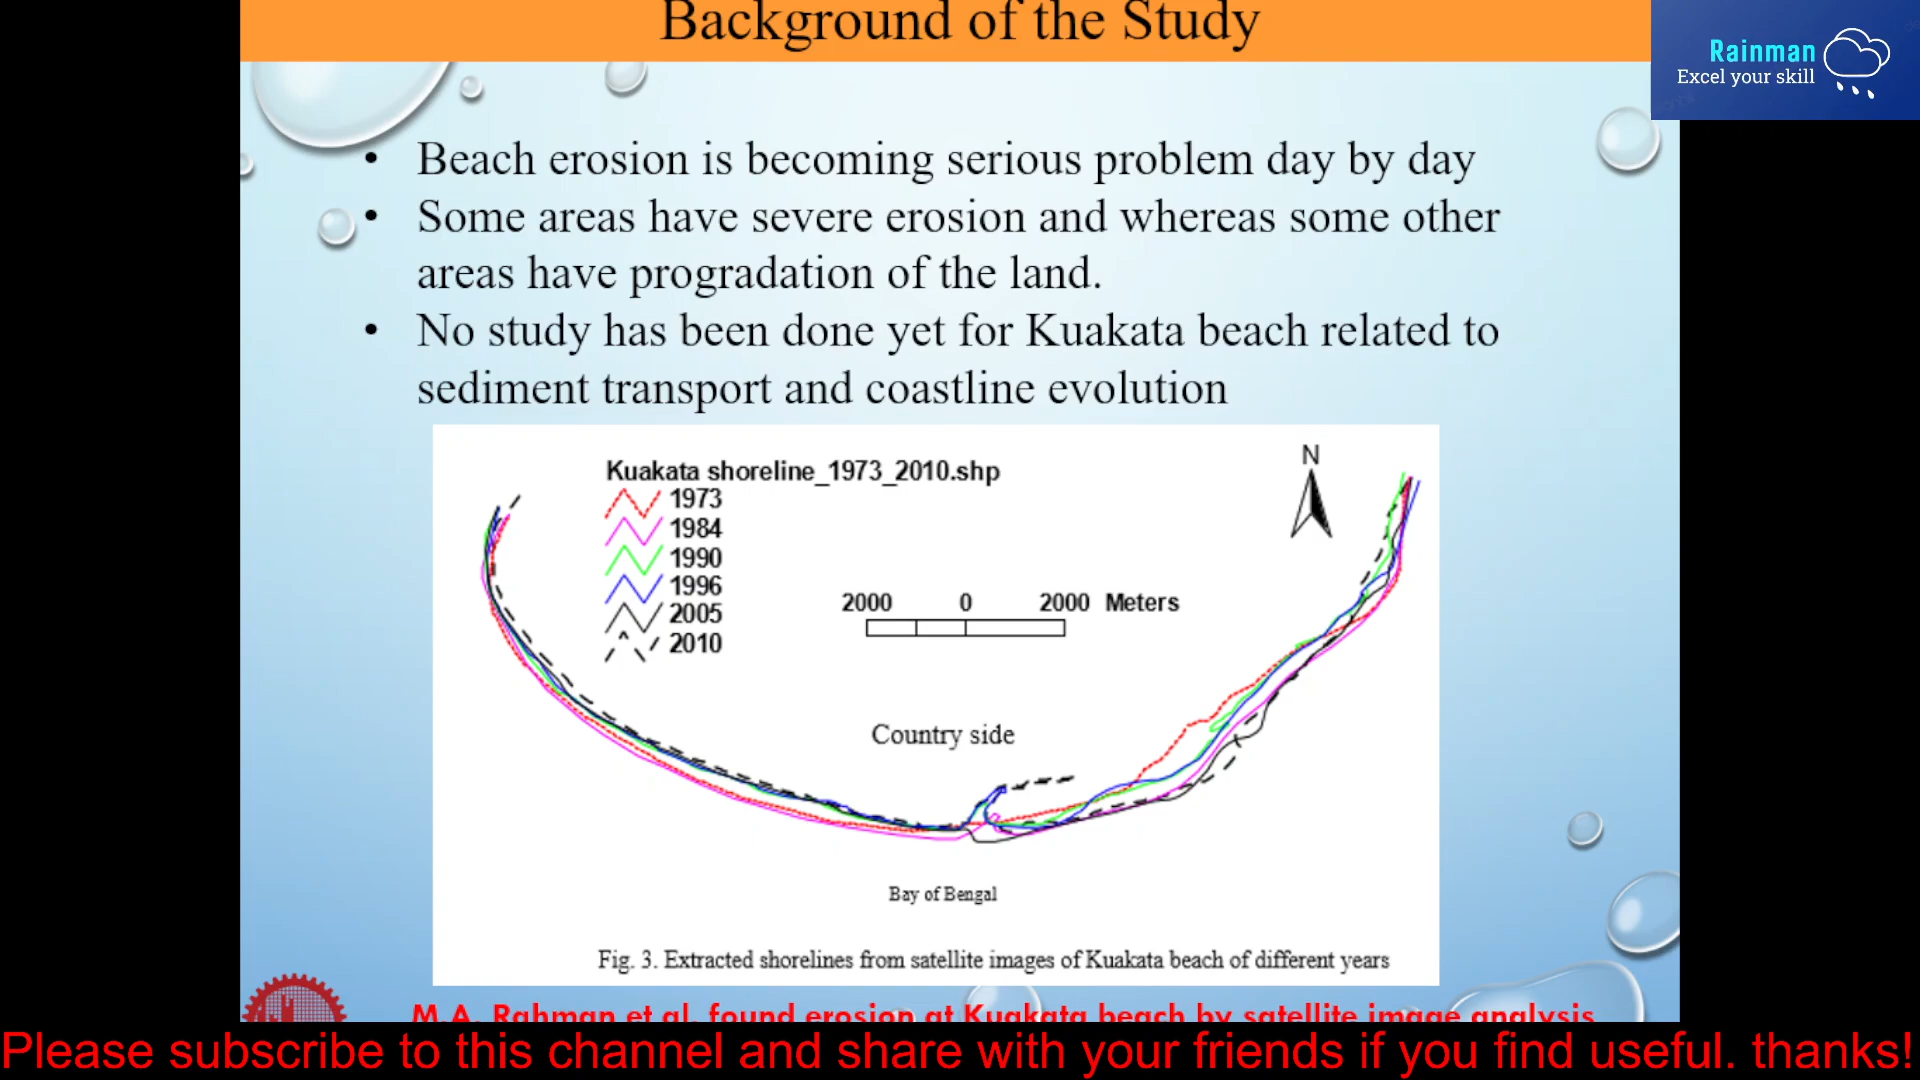 Background of the Study
Rainman
Excel your skill
• Beach erosion is becoming serious problem day by day
• Some areas have severe erosion and whereas some other
areas have progradation of the land.
• No study has been done yet for Kuakata beach related to
sediment transport and coastline evolution
Kuakata shoreline_1973_2010.shp
1973
1984
1990
1996
2005
2010
N
2000 0 2000 Meters
Country side
Bay of Bengal
Fig. 3. Extracted shorelines from satellite images of Kuakata beach of different years
M.A. Rahman et al. found erosion at Kuakata beach by satellite image analysis
Please subscribe to this channel and share with your friends if you find useful. thanks!